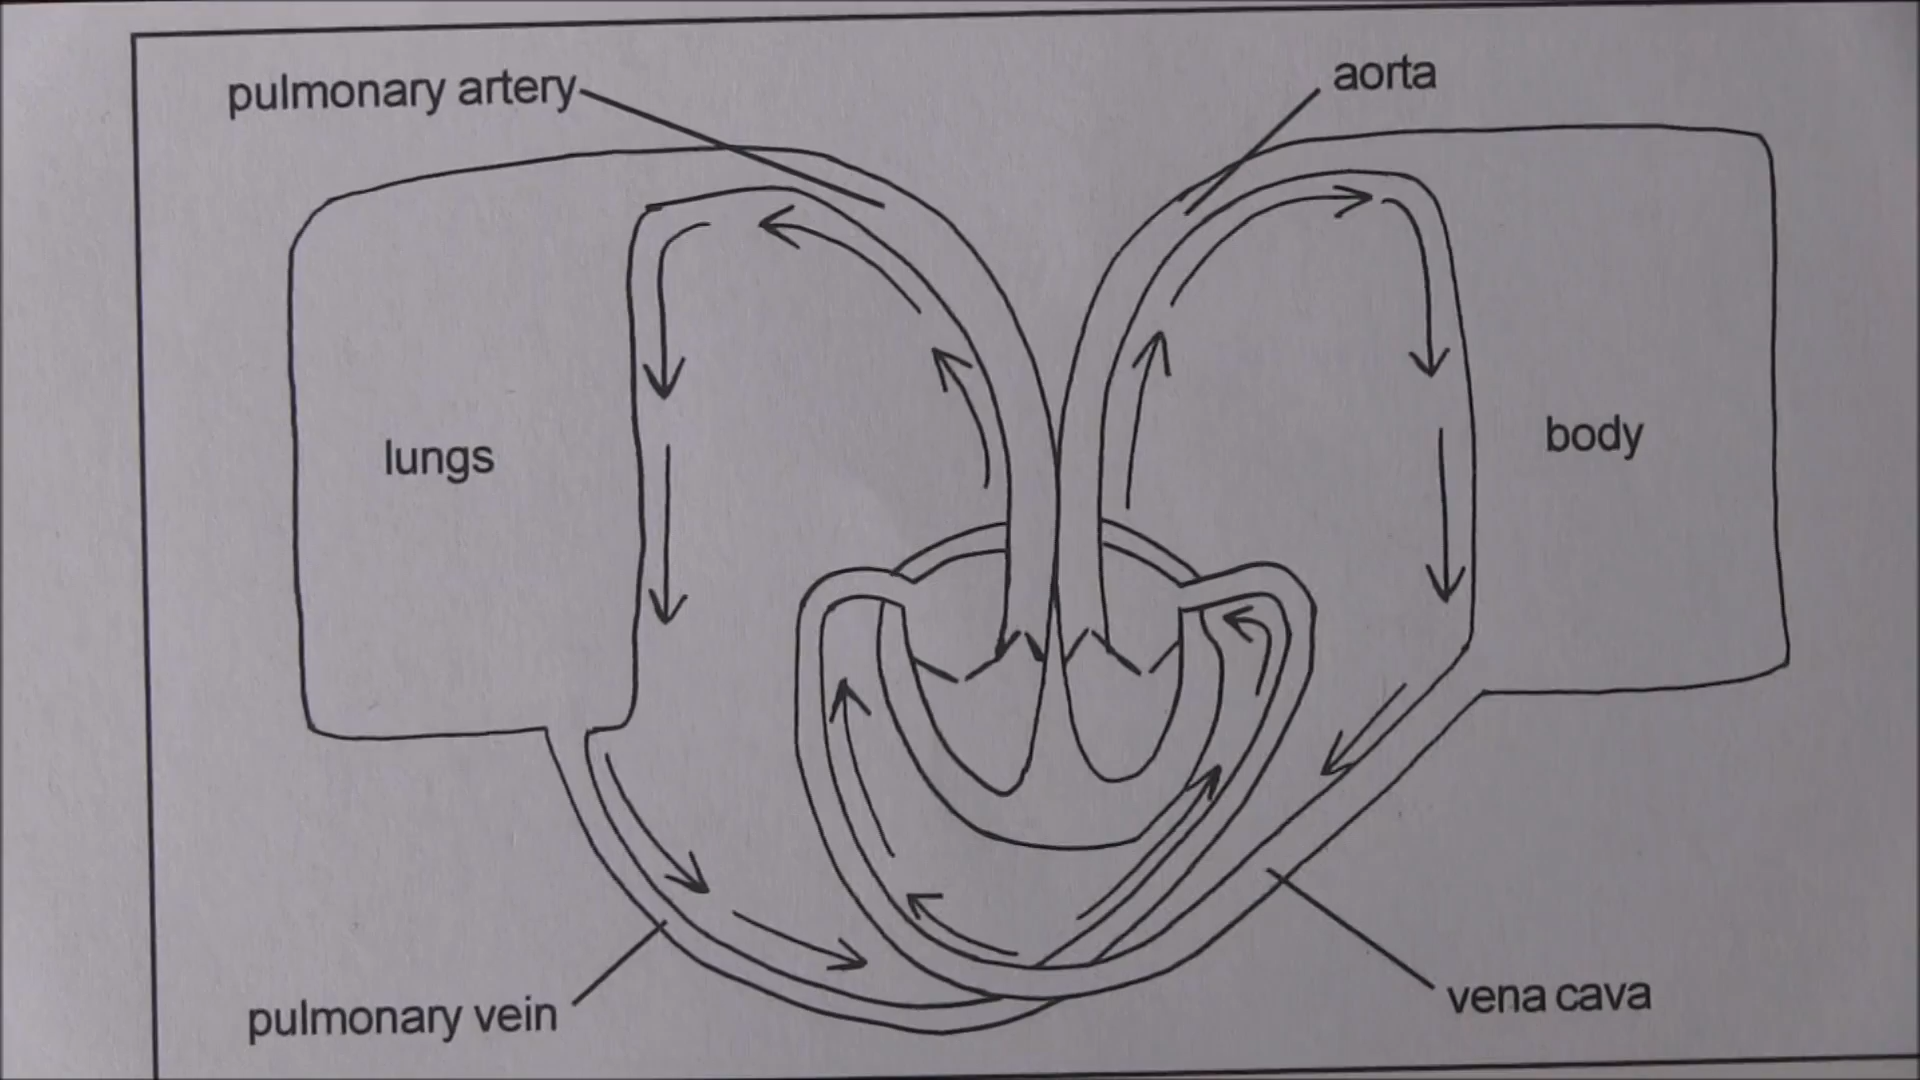 pulmonary artery
aorta
lungs
body
pulmonary vein
vena cava